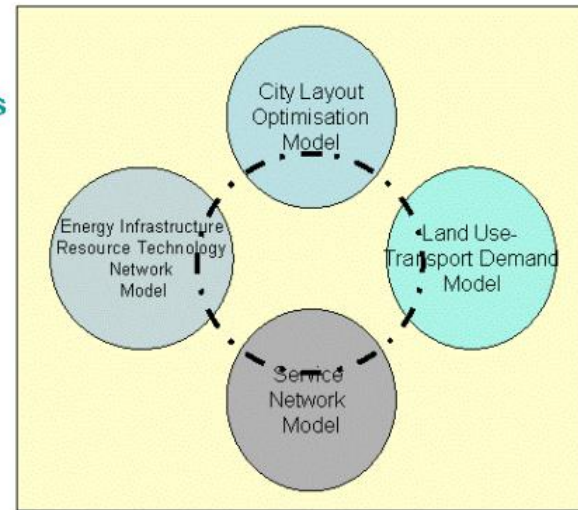 s
City Layout
Optimisation
Model
Energy Infrastructure
Resource Technology
Network
Model
Land Use-
Transport Demand
Model
Service
Network
Model